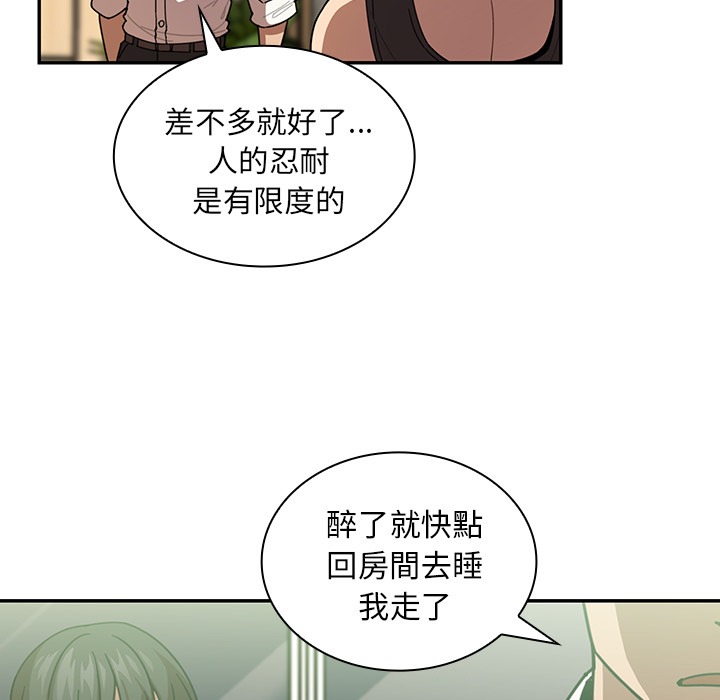 差不多就好了...
人的忍耐
是有限度的
醉了就快點
回房間去睡
我走了